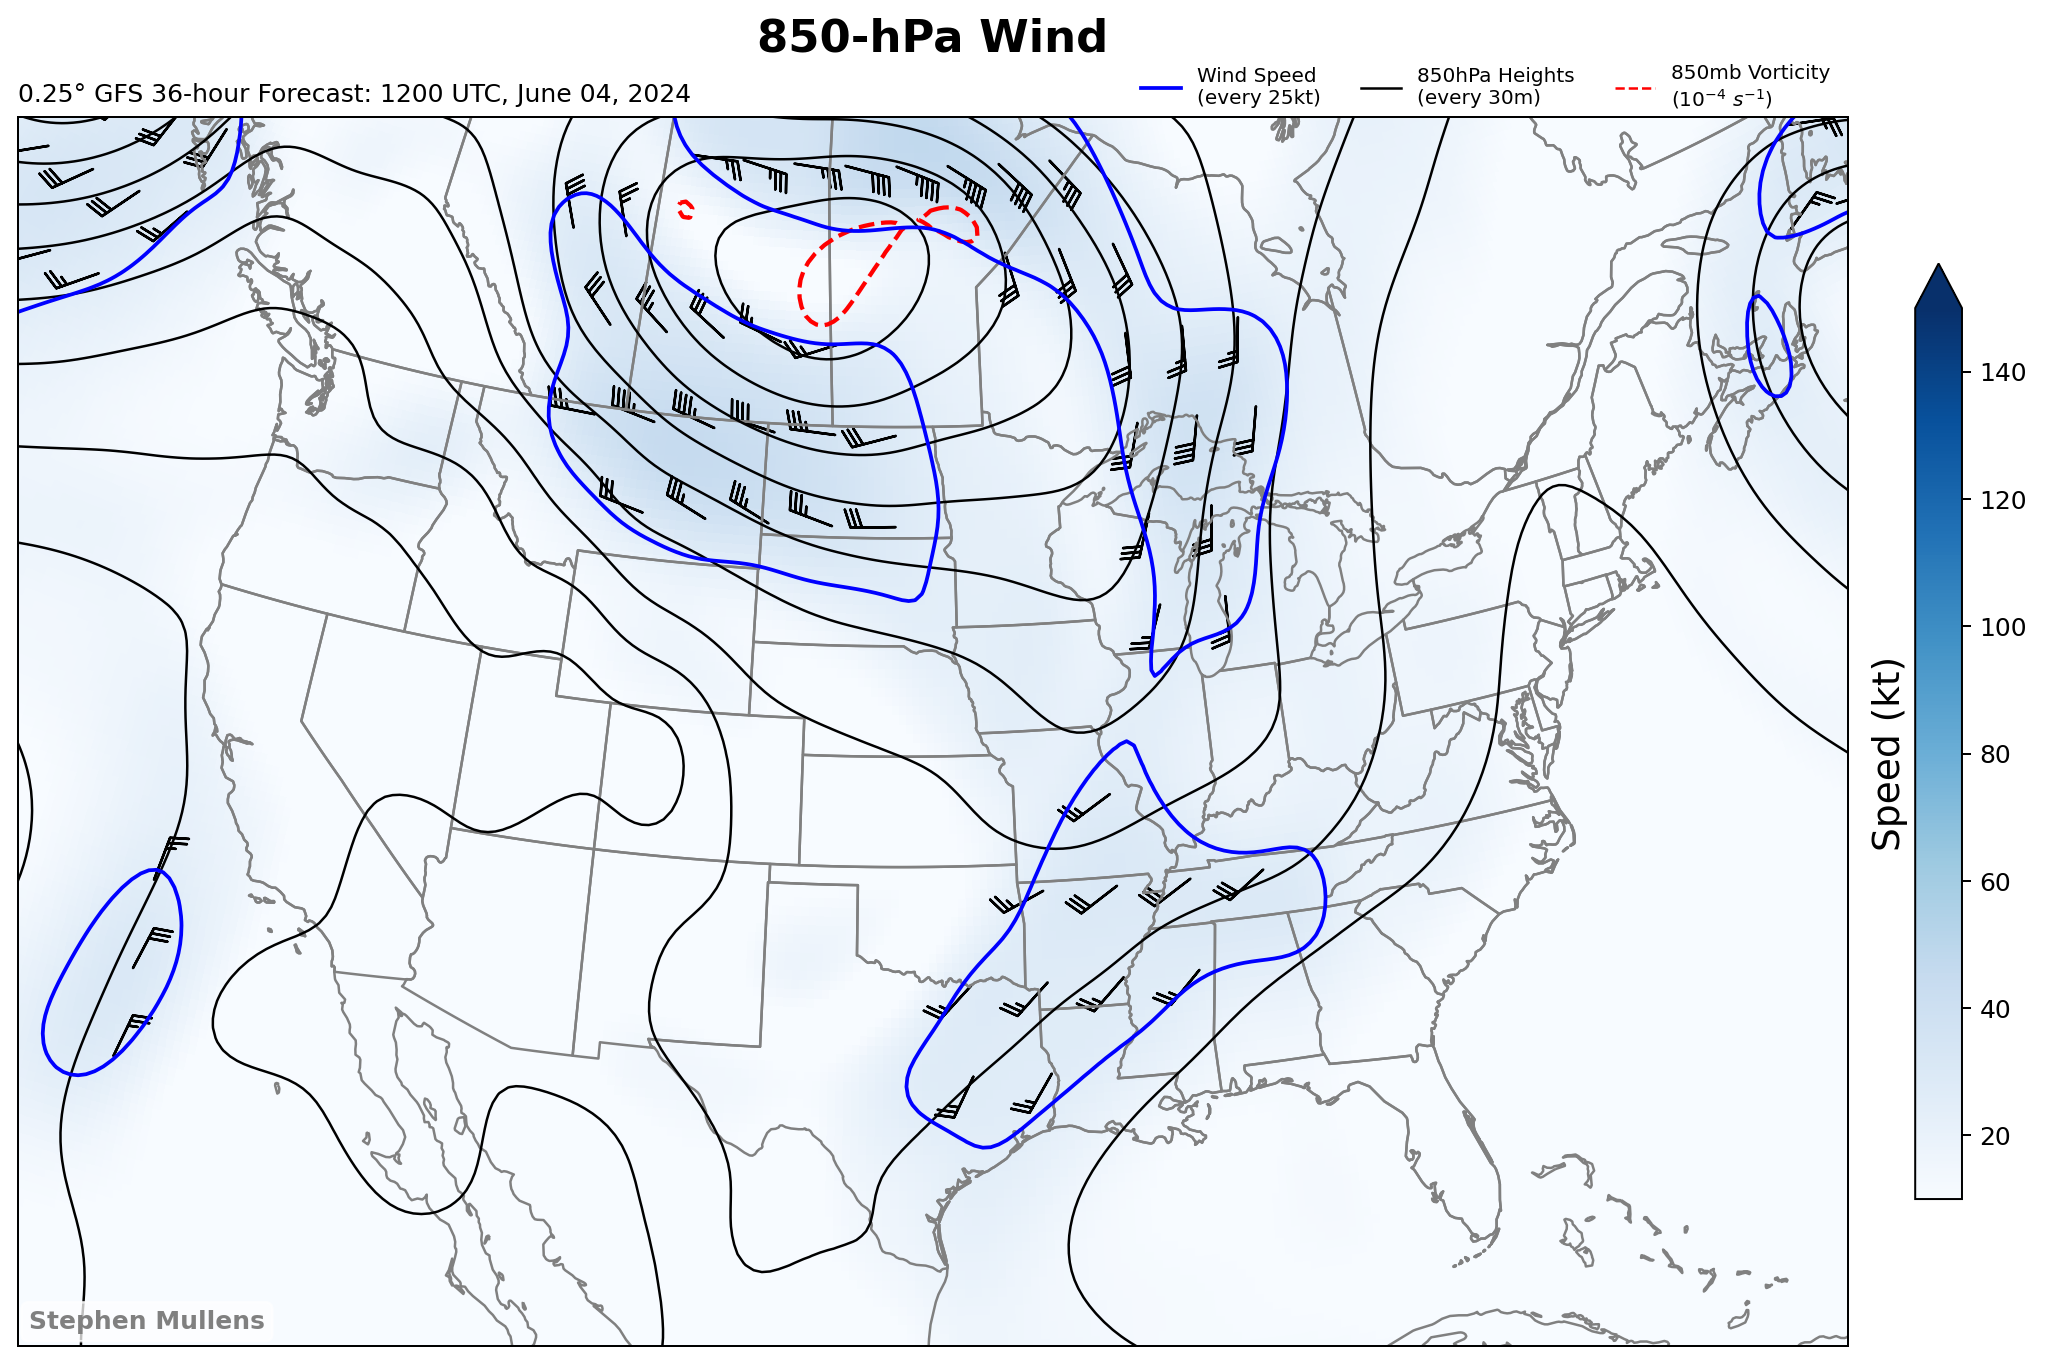 850-hPa Wind
0.25° GFS 36-hour Forecast: 1200 UTC, June 04, 2024
Wind Speed
(every 25kt)
850hPa Heights
(every 30m)
850mb Vorticity
(10⁻⁴ s⁻¹)
140
120
100
80
60
40
20
Speed (kt)
Stephen Mullens